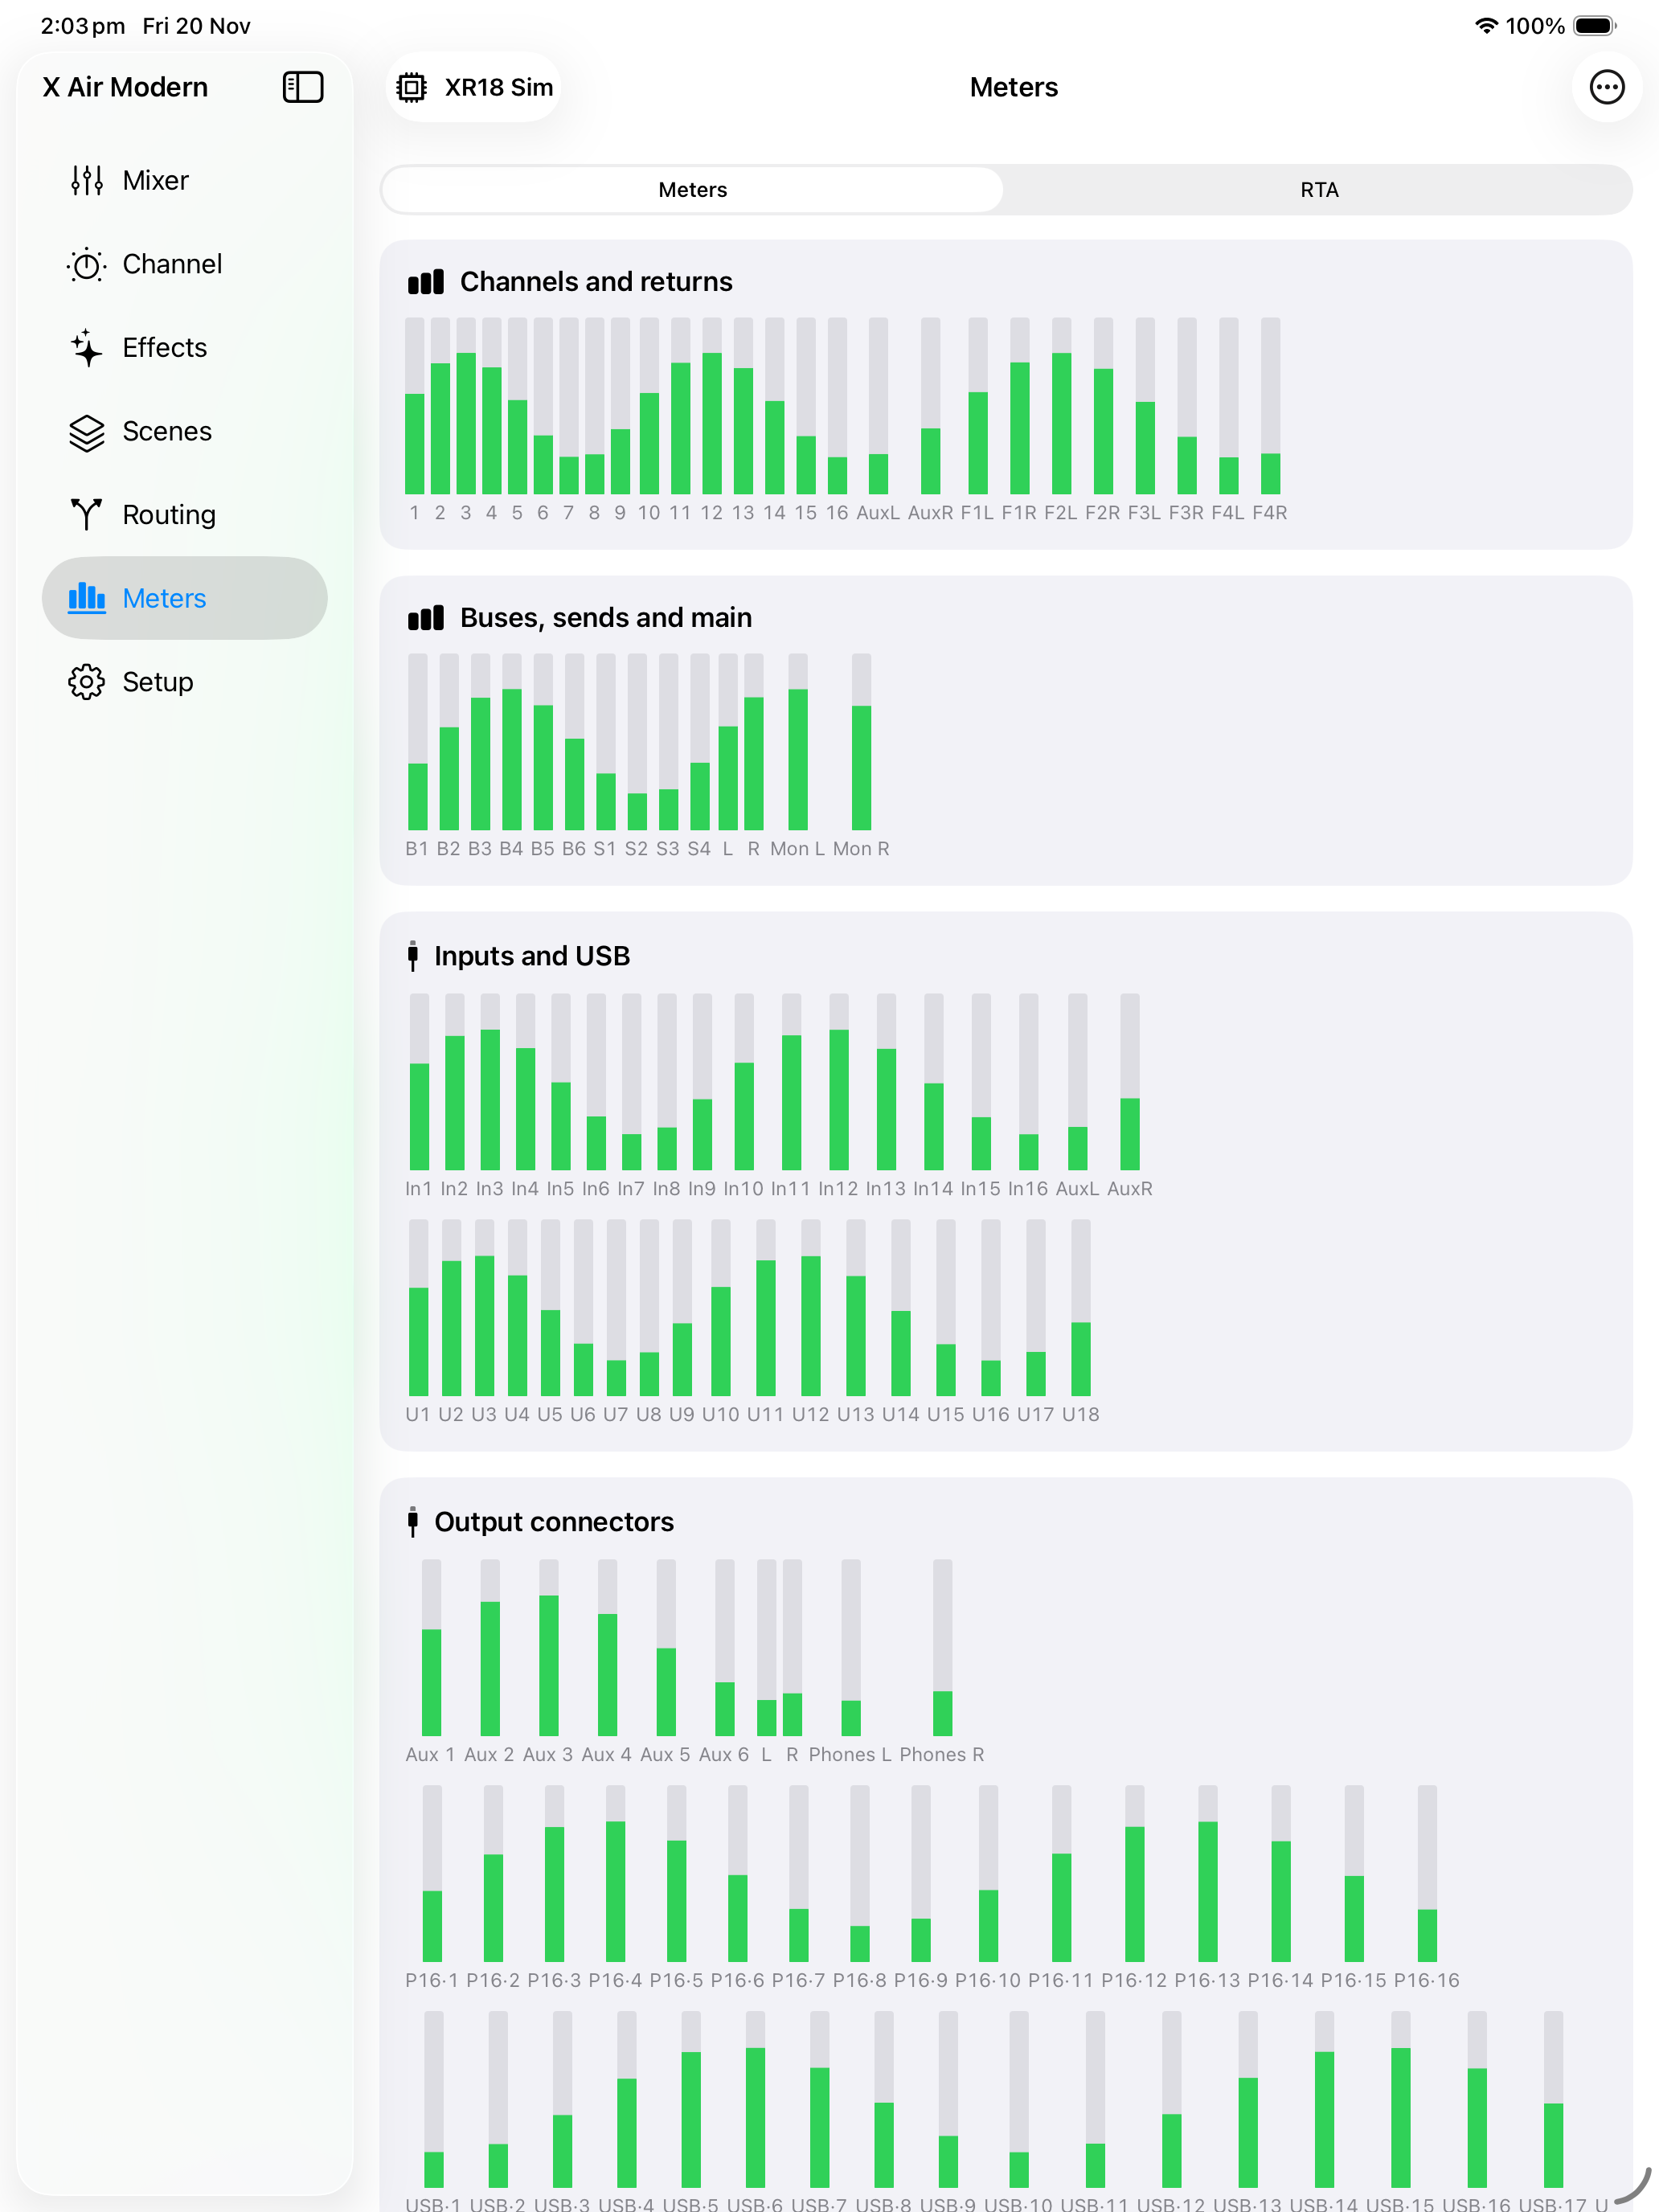 2:03 pm Fri 20 Nov
100%
X Air Modern
XR18 Sim
Meters
Mixer
Channel
Effects
Scenes
Routing
Meters
Setup
Meters RTA
Channels and returns
1 2 3 4 5 6 7 8 9 10 11 12 13 14 15 16 AuxL AuxR F1L F1R F2L F2R F3L F3R F4L F4R
Buses, sends and main
B1 B2 B3 B4 B5 B6 S1 S2 S3 S4 L R Mon L Mon R
Inputs and USB
In1 In2 In3 In4 In5 In6 In7 In8 In9 In10 In11 In12 In13 In14 In15 In16 AuxL AuxR
U1 U2 U3 U4 U5 U6 U7 U8 U9 U10 U11 U12 U13 U14 U15 U16 U17 U18
Output connectors
Aux 1 Aux 2 Aux 3 Aux 4 Aux 5 Aux 6 L R Phones L Phones R
P16·1 P16·2 P16·3 P16·4 P16·5 P16·6 P16·7 P16·8 P16·9 P16·10 P16·11 P16·12 P16·13 P16·14 P16·15 P16·16
USB·1 USB·2 USB·3 USB·4 USB·5 USB·6 USB·7 USB·8 USB·9 USB·10 USB·11 USB·12 USB·13 USB·14 USB·15 USB·16 USB·17 U